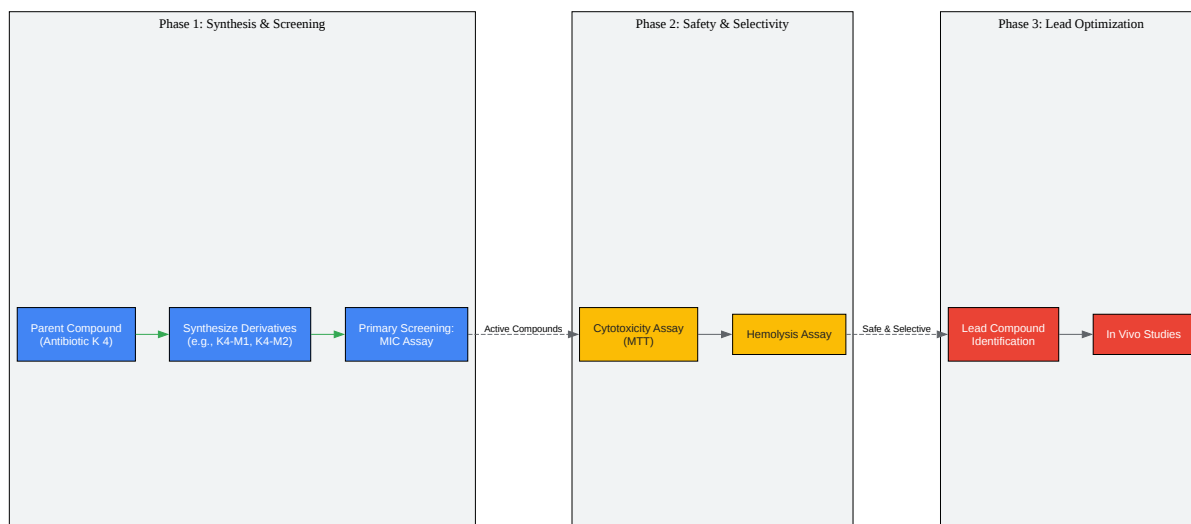 Phase 1: Synthesis & Screening
Parent Compound
(Antibiotic K 4)
Synthesize Derivatives
(e.g., K4-M1, K4-M2)
Primary Screening:
MIC Assay
Active Compounds
Phase 2: Safety & Selectivity
Cytotoxicity Assay
(MTT)
Hemolysis Assay
Safe & Selective
Phase 3: Lead Optimization
Lead Compound
Identification
In Vivo Studies